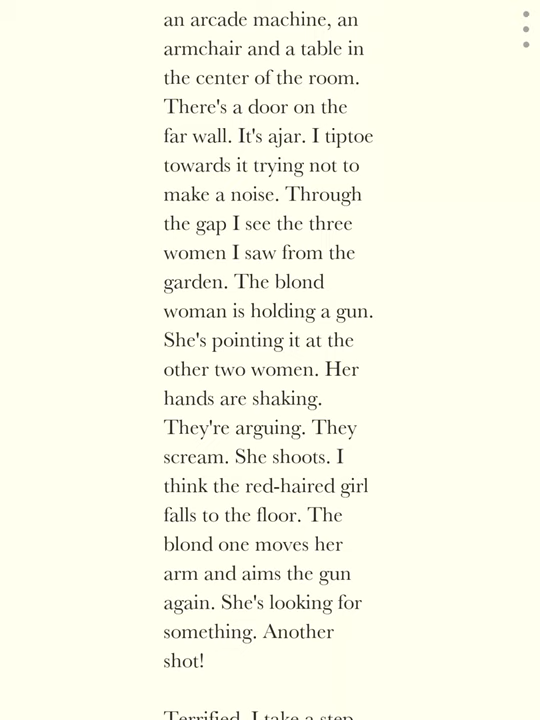 an arcade machine, an
armchair and a table in
the center of the room.
There's a door on the
far wall. It's ajar. I tiptoe
towards it trying not to
make a noise. Through
the gap I see the three
women I saw from the
garden. The blond
woman is holding a gun.
She's pointing it at the
other two women. Her
hands are shaking.
They're arguing. They
scream. She shoots. I
think the red-haired girl
falls to the floor. The
blond one moves her
arm and aims the gun
again. She's looking for
something. Another
shot!
Terrified, I take a step